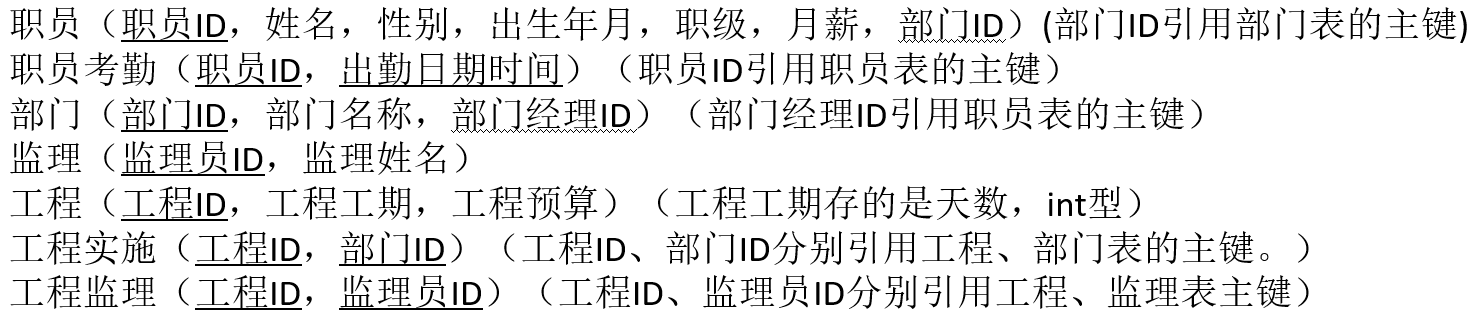 职员（职员ID，姓名，性别，出生年月，职级，月薪，部门ID）(部门ID引用部门表的主键)
职员考勤（职员ID，出勤日期时间）（职员ID引用职员表的主键）
部门（部门ID，部门名称，部门经理ID）（部门经理ID引用职员表的主键）
监理（监理员ID，监理姓名）
工程（工程ID，工程工期，工程预算）（工程工期存的是天数，int型）
工程实施（工程ID，部门ID）（工程ID、部门ID分别引用工程、部门表的主键。）
工程监理（工程ID，监理员ID）（工程ID、监理员ID分别引用工程、监理表主键）